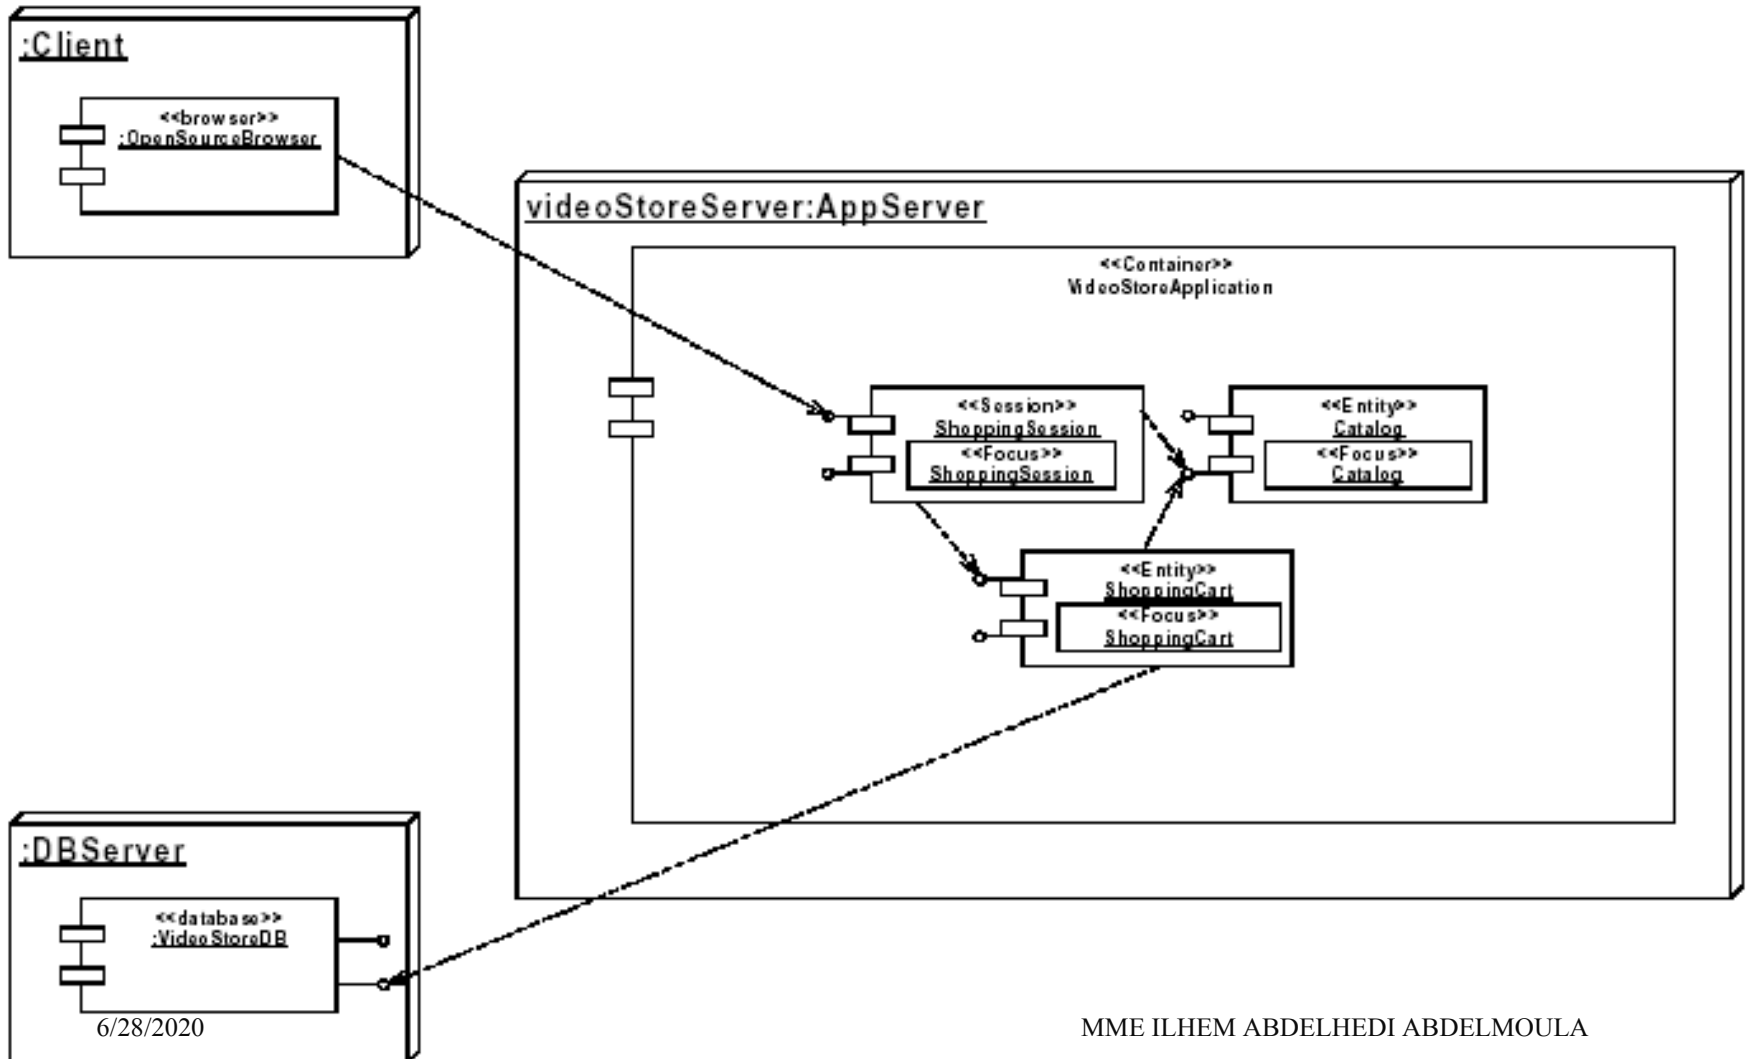 :Client
<<browser>>
:OpenSourceBrowser
videoStoreServer:AppServer
<<Container>>
VideoStoreApplication
<<Session>>
ShoppingSession
<<Focus>>
ShoppingSession
<<Entity>>
Catalog
<<Focus>>
Catalog
<<Entity>>
ShoppingCart
<<Focus>>
ShoppingCart
:DBServer
<<database>>
:VideoStoreDB
6/28/2020
MME ILHEM ABDELHEDI ABDELMOULA